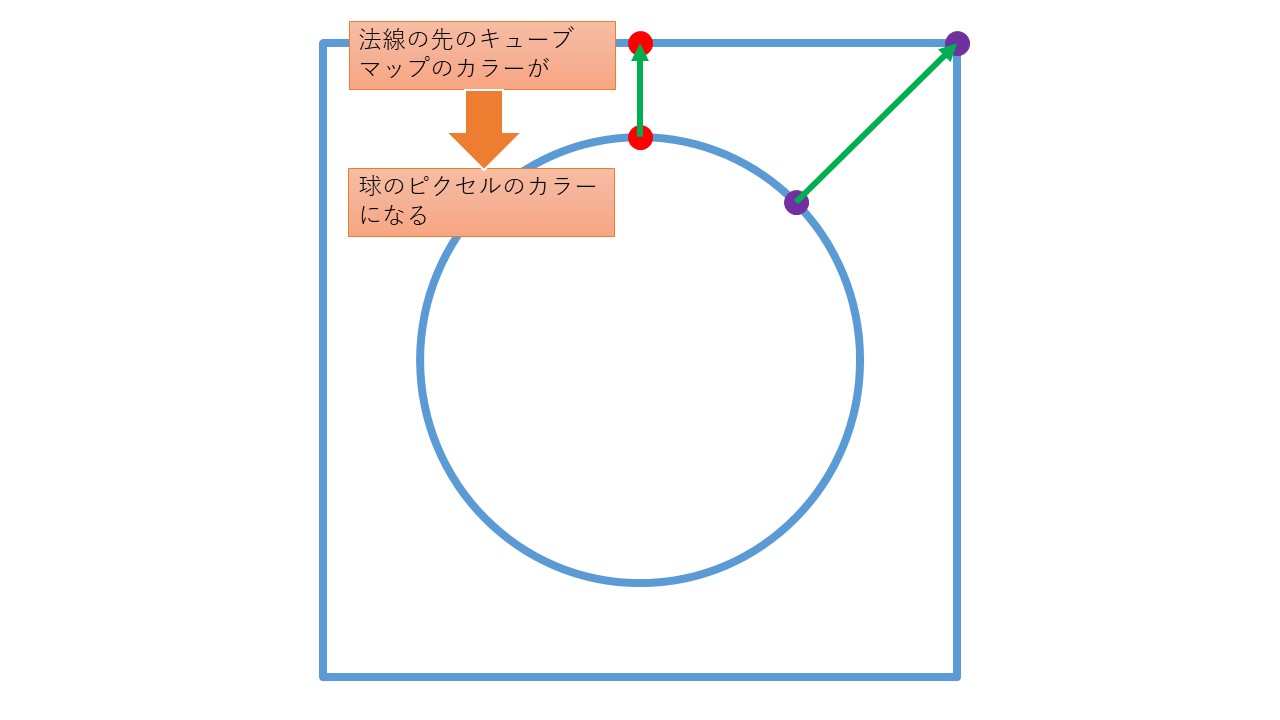 法線の先のキューブ
マップのカラーが
球のピクセルのカラー
になる